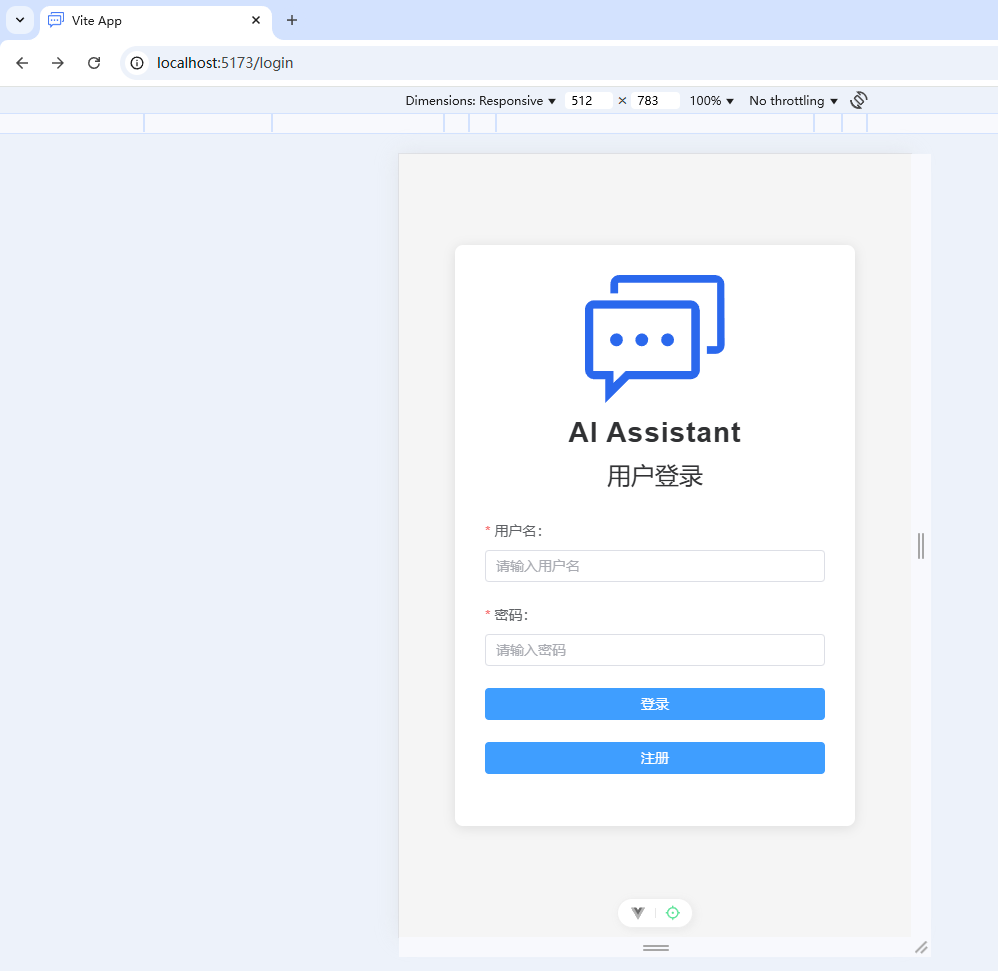 Vite App
localhost:5173/login
Dimensions: Responsive 512 × 783 100% No throttling
AI Assistant
用户登录
* 用户名：
请输入用户名
* 密码：
请输入密码
登录
注册